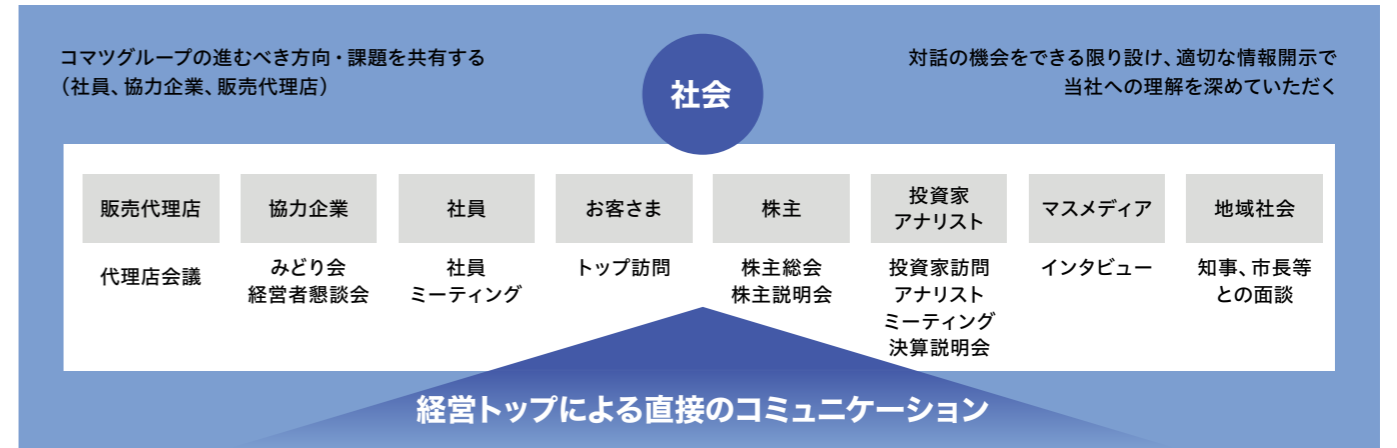 コマツグループの進むべき方向・課題を共有する
（社員、協力企業、販売代理店）
社会
対話の機会をできる限り設け、適切な情報開示で
当社への理解を深めていただく
販売代理店
代理店会議
協力企業
みどり会
経営者懇談会
社員
社員
ミーティング
お客さま
トップ訪問
株主
株主総会
株主説明会
投資家
アナリスト
投資家訪問
アナリスト
ミーティング
決算説明会
マスメディア
インタビュー
地域社会
知事、市長等
との面談
経営トップによる直接のコミュニケーション